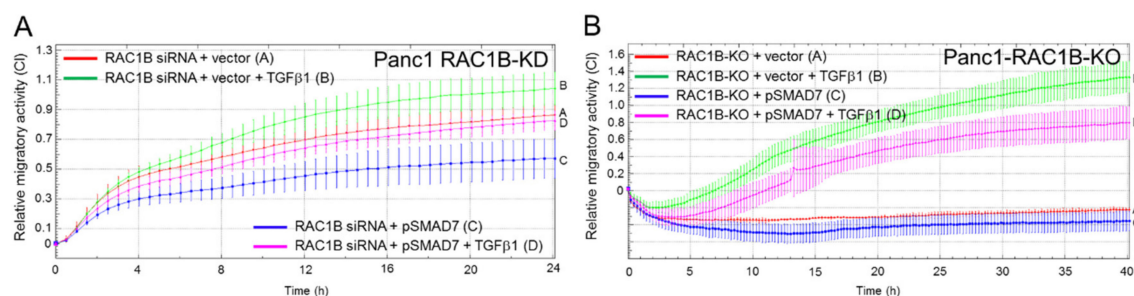 A
1.3
1.1
0.9
0.7
0.5
0.3
0.1
0
Relative migratory activity (CI)
RAC1B siRNA + vector (A)
RAC1B siRNA + vector + TGFβ1 (B)
Panc1 RAC1B-KD
B
A
D
C
RAC1B siRNA + pSMAD7 (C)
RAC1B siRNA + pSMAD7 + TGFβ1 (D)
0 4 8 12 16 20 24
Time (h)
B
1.6
1.4
1.2
1.0
0.8
0.6
0.4
0.2
0
Relative migratory activity (CI)
RAC1B-KO + vector (A)
RAC1B-KO + vector + TGFβ1 (B)
RAC1B-KO + pSMAD7 (C)
RAC1B-KO + pSMAD7 + TGFβ1 (D)
Panc1-RAC1B-KO
0 5 10 15 20 25 30 35 40
Time (h)